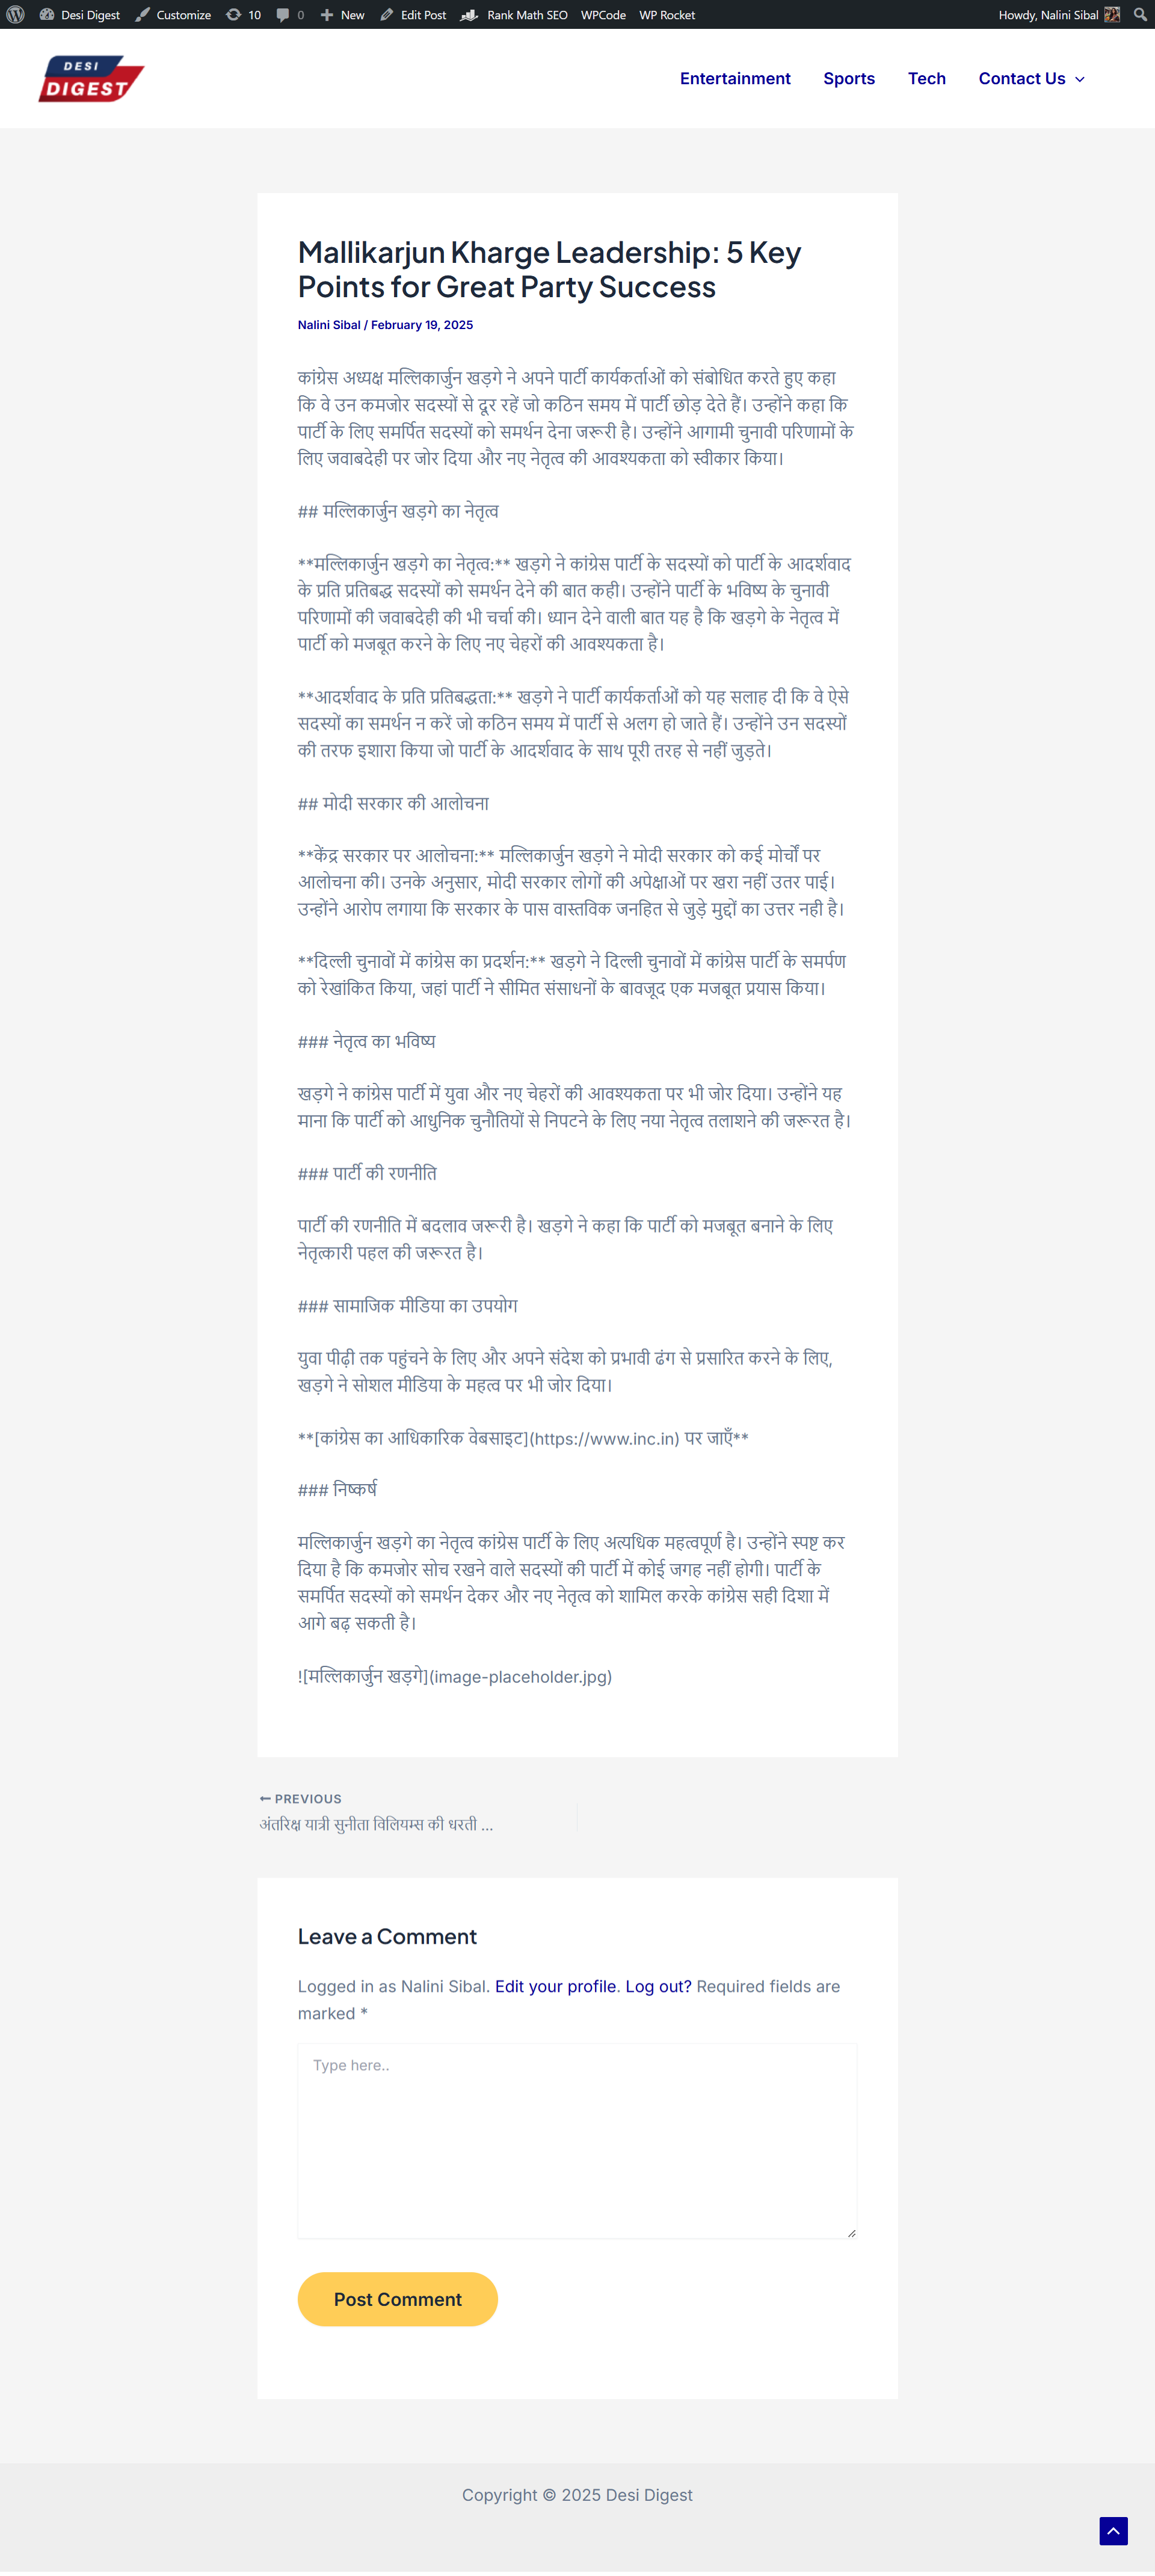 Desi Digest Customize 10 0 New Edit Post Rank Math SEO WPCode WP Rocket Howdy, Nalini Sibal
DESI
DIGEST
Entertainment Sports Tech Contact Us
Mallikarjun Kharge Leadership: 5 Key
Points for Great Party Success
Nalini Sibal / February 19, 2025
कांग्रेस अध्यक्ष मल्लिकार्जुन खड़गे ने अपने पार्टी कार्यकर्ताओं को संबोधित करते हुए कहा
कि वे उन कमजोर सदस्यों से दूर रहें जो कठिन समय में पार्टी छोड़ देते हैं। उन्होंने कहा कि
पार्टी के लिए समर्पित सदस्यों को समर्थन देना जरूरी है। उन्होंने आगामी चुनावी परिणामों के
लिए जवाबदेही पर जोर दिया और नए नेतृत्व की आवश्यकता को स्वीकार किया।
## मल्लिकार्जुन खड़गे का नेतृत्व
**मल्लिकार्जुन खड़गे का नेतृत्व:** खड़गे ने कांग्रेस पार्टी के सदस्यों को पार्टी के आदर्शवाद
के प्रति प्रतिबद्ध सदस्यों को समर्थन देने की बात कही। उन्होंने पार्टी के भविष्य के चुनावी
परिणामों की जवाबदेही की भी चर्चा की। ध्यान देने वाली बात यह है कि खड़गे के नेतृत्व में
पार्टी को मजबूत करने के लिए नए चेहरों की आवश्यकता है।
**आदर्शवाद के प्रति प्रतिबद्धता:** खड़गे ने पार्टी कार्यकर्ताओं को यह सलाह दी कि वे ऐसे
सदस्यों का समर्थन न करें जो कठिन समय में पार्टी से अलग हो जाते हैं। उन्होंने उन सदस्यों
की तरफ इशारा किया जो पार्टी के आदर्शवाद के साथ पूरी तरह से नहीं जुड़ते।
## मोदी सरकार की आलोचना
**केंद्र सरकार पर आलोचना:** मल्लिकार्जुन खड़गे ने मोदी सरकार को कई मोर्चों पर
आलोचना की। उनके अनुसार, मोदी सरकार लोगों की अपेक्षाओं पर खरा नहीं उतर पाई।
उन्होंने आरोप लगाया कि सरकार के पास वास्तविक जनहित से जुड़े मुद्दों का उत्तर नही है।
**दिल्ली चुनावों में कांग्रेस का प्रदर्शन:** खड़गे ने दिल्ली चुनावों में कांग्रेस पार्टी के समर्पण
को रेखांकित किया, जहां पार्टी ने सीमित संसाधनों के बावजूद एक मजबूत प्रयास किया।
### नेतृत्व का भविष्य
खड़गे ने कांग्रेस पार्टी में युवा और नए चेहरों की आवश्यकता पर भी जोर दिया। उन्होंने यह
माना कि पार्टी को आधुनिक चुनौतियों से निपटने के लिए नया नेतृत्व तलाशने की जरूरत है।
### पार्टी की रणनीति
पार्टी की रणनीति में बदलाव जरूरी है। खड़गे ने कहा कि पार्टी को मजबूत बनाने के लिए
नेतृत्कारी पहल की जरूरत है।
### सामाजिक मीडिया का उपयोग
युवा पीढ़ी तक पहुंचने के लिए और अपने संदेश को प्रभावी ढंग से प्रसारित करने के लिए,
खड़गे ने सोशल मीडिया के महत्व पर भी जोर दिया।
**[कांग्रेस का आधिकारिक वेबसाइट](https://www.inc.in) पर जाएँ**
### निष्कर्ष
मल्लिकार्जुन खड़गे का नेतृत्व कांग्रेस पार्टी के लिए अत्यधिक महत्वपूर्ण है। उन्होंने स्पष्ट कर
दिया है कि कमजोर सोच रखने वाले सदस्यों की पार्टी में कोई जगह नहीं होगी। पार्टी के
समर्पित सदस्यों को समर्थन देकर और नए नेतृत्व को शामिल करके कांग्रेस सही दिशा में
आगे बढ़ सकती है।
![मल्लिकार्जुन खड़गे](image-placeholder.jpg)
← PREVIOUS
अंतरिक्ष यात्री सुनीता विलियम्स की धरती ...
Leave a Comment
Logged in as Nalini Sibal. Edit your profile. Log out? Required fields are
marked *
Type here..
Post Comment
Copyright © 2025 Desi Digest